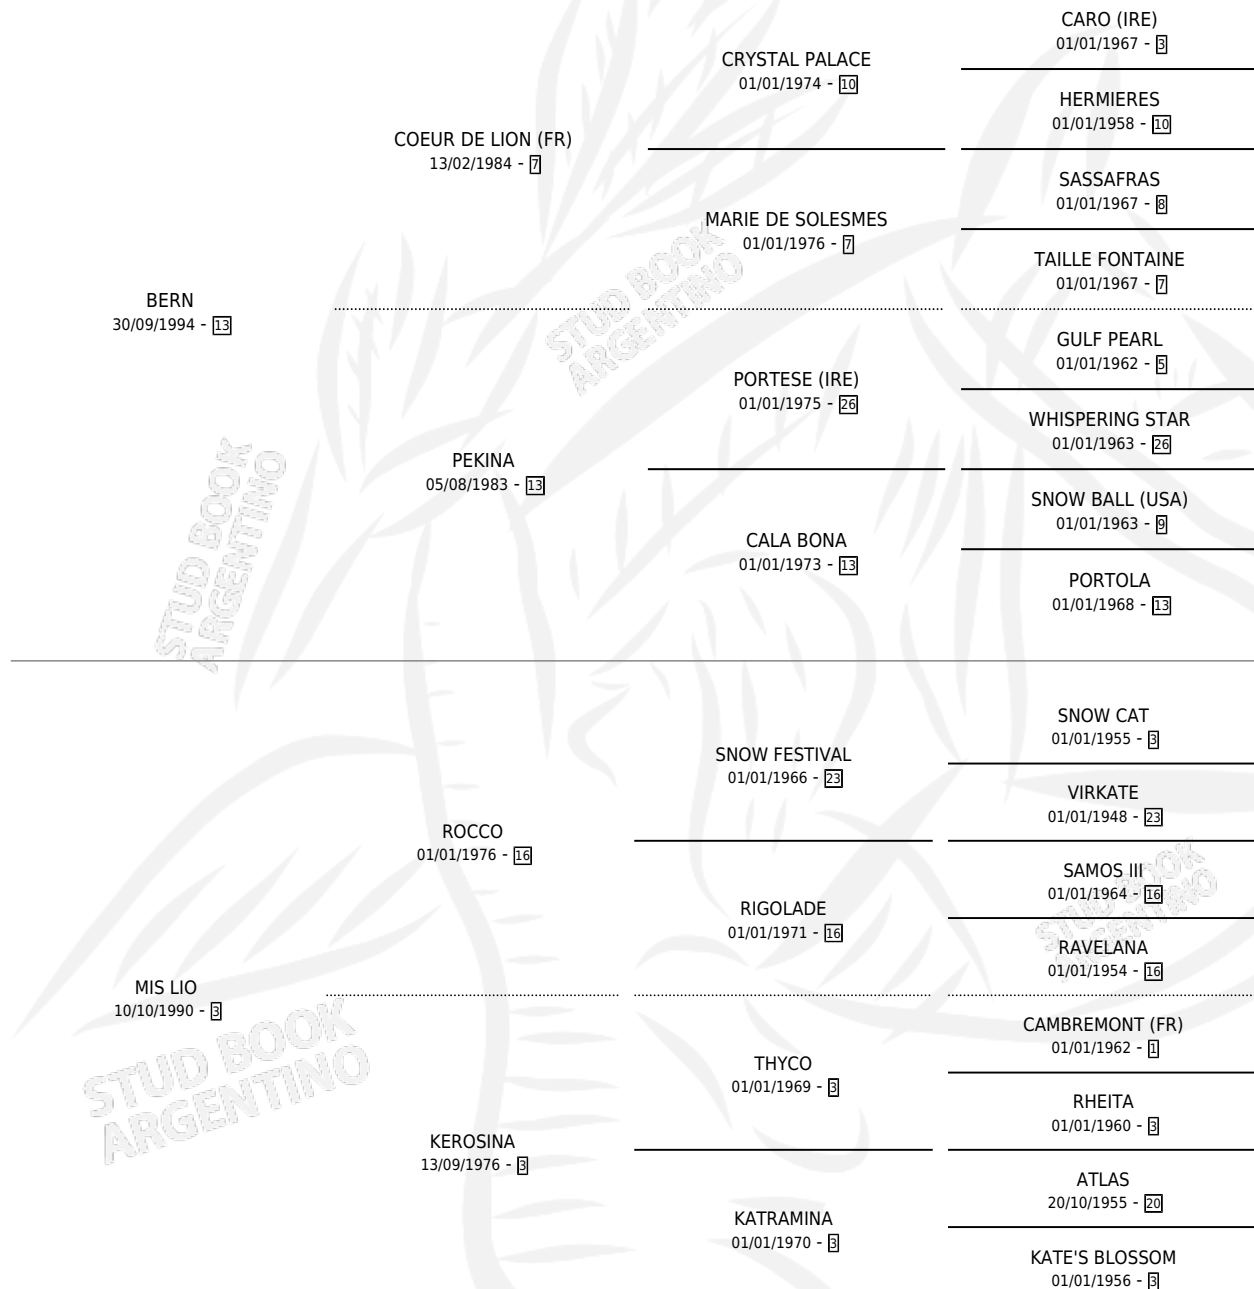 CARO (IRE)
01/01/1967 - 3
CRYSTAL PALACE
01/01/1974 - 10
HERMIERES
01/01/1958 - 10
COEUR DE LION (FR)
13/02/1984 - 7
SASSAFRAS
01/01/1967 - 8
MARIE DE SOLESMES
01/01/1976 - 7
TAILLE FONTAINE
01/01/1967 - 7
BERN
30/09/1994 - 13
STUD BOOK
ARGENTINO
GULF PEARL
01/01/1962 - 5
PORTESE (IRE)
01/01/1975 - 26
WHISPERING STAR
01/01/1963 - 26
PEKINA
05/08/1983 - 13
SNOW BALL (USA)
01/01/1963 - 9
CALA BONA
01/01/1973 - 13
PORTOLA
01/01/1968 - 13
STUD BOOK
ARGENTINO
SNOW CAT
01/01/1955 - 3
SNOW FESTIVAL
01/01/1966 - 23
VIRKATE
01/01/1948 - 23
ROCCO
01/01/1976 - 16
SAMOS III
01/01/1964 - 16
RIGOLADE
01/01/1971 - 16
RAVELANA
01/01/1954 - 16
STUD BOOK
ARGENTINO
MIS LIO
10/10/1990 - 3
STUD BOOK
ARGENTINO
CAMBREMONT (FR)
01/01/1962 - 1
THYCO
01/01/1969 - 3
RHEITA
01/01/1960 - 3
KEROSINA
13/09/1976 - 3
ATLAS
20/10/1955 - 20
KATRAMINA
01/01/1970 - 3
KATE'S BLOSSOM
01/01/1956 - 3